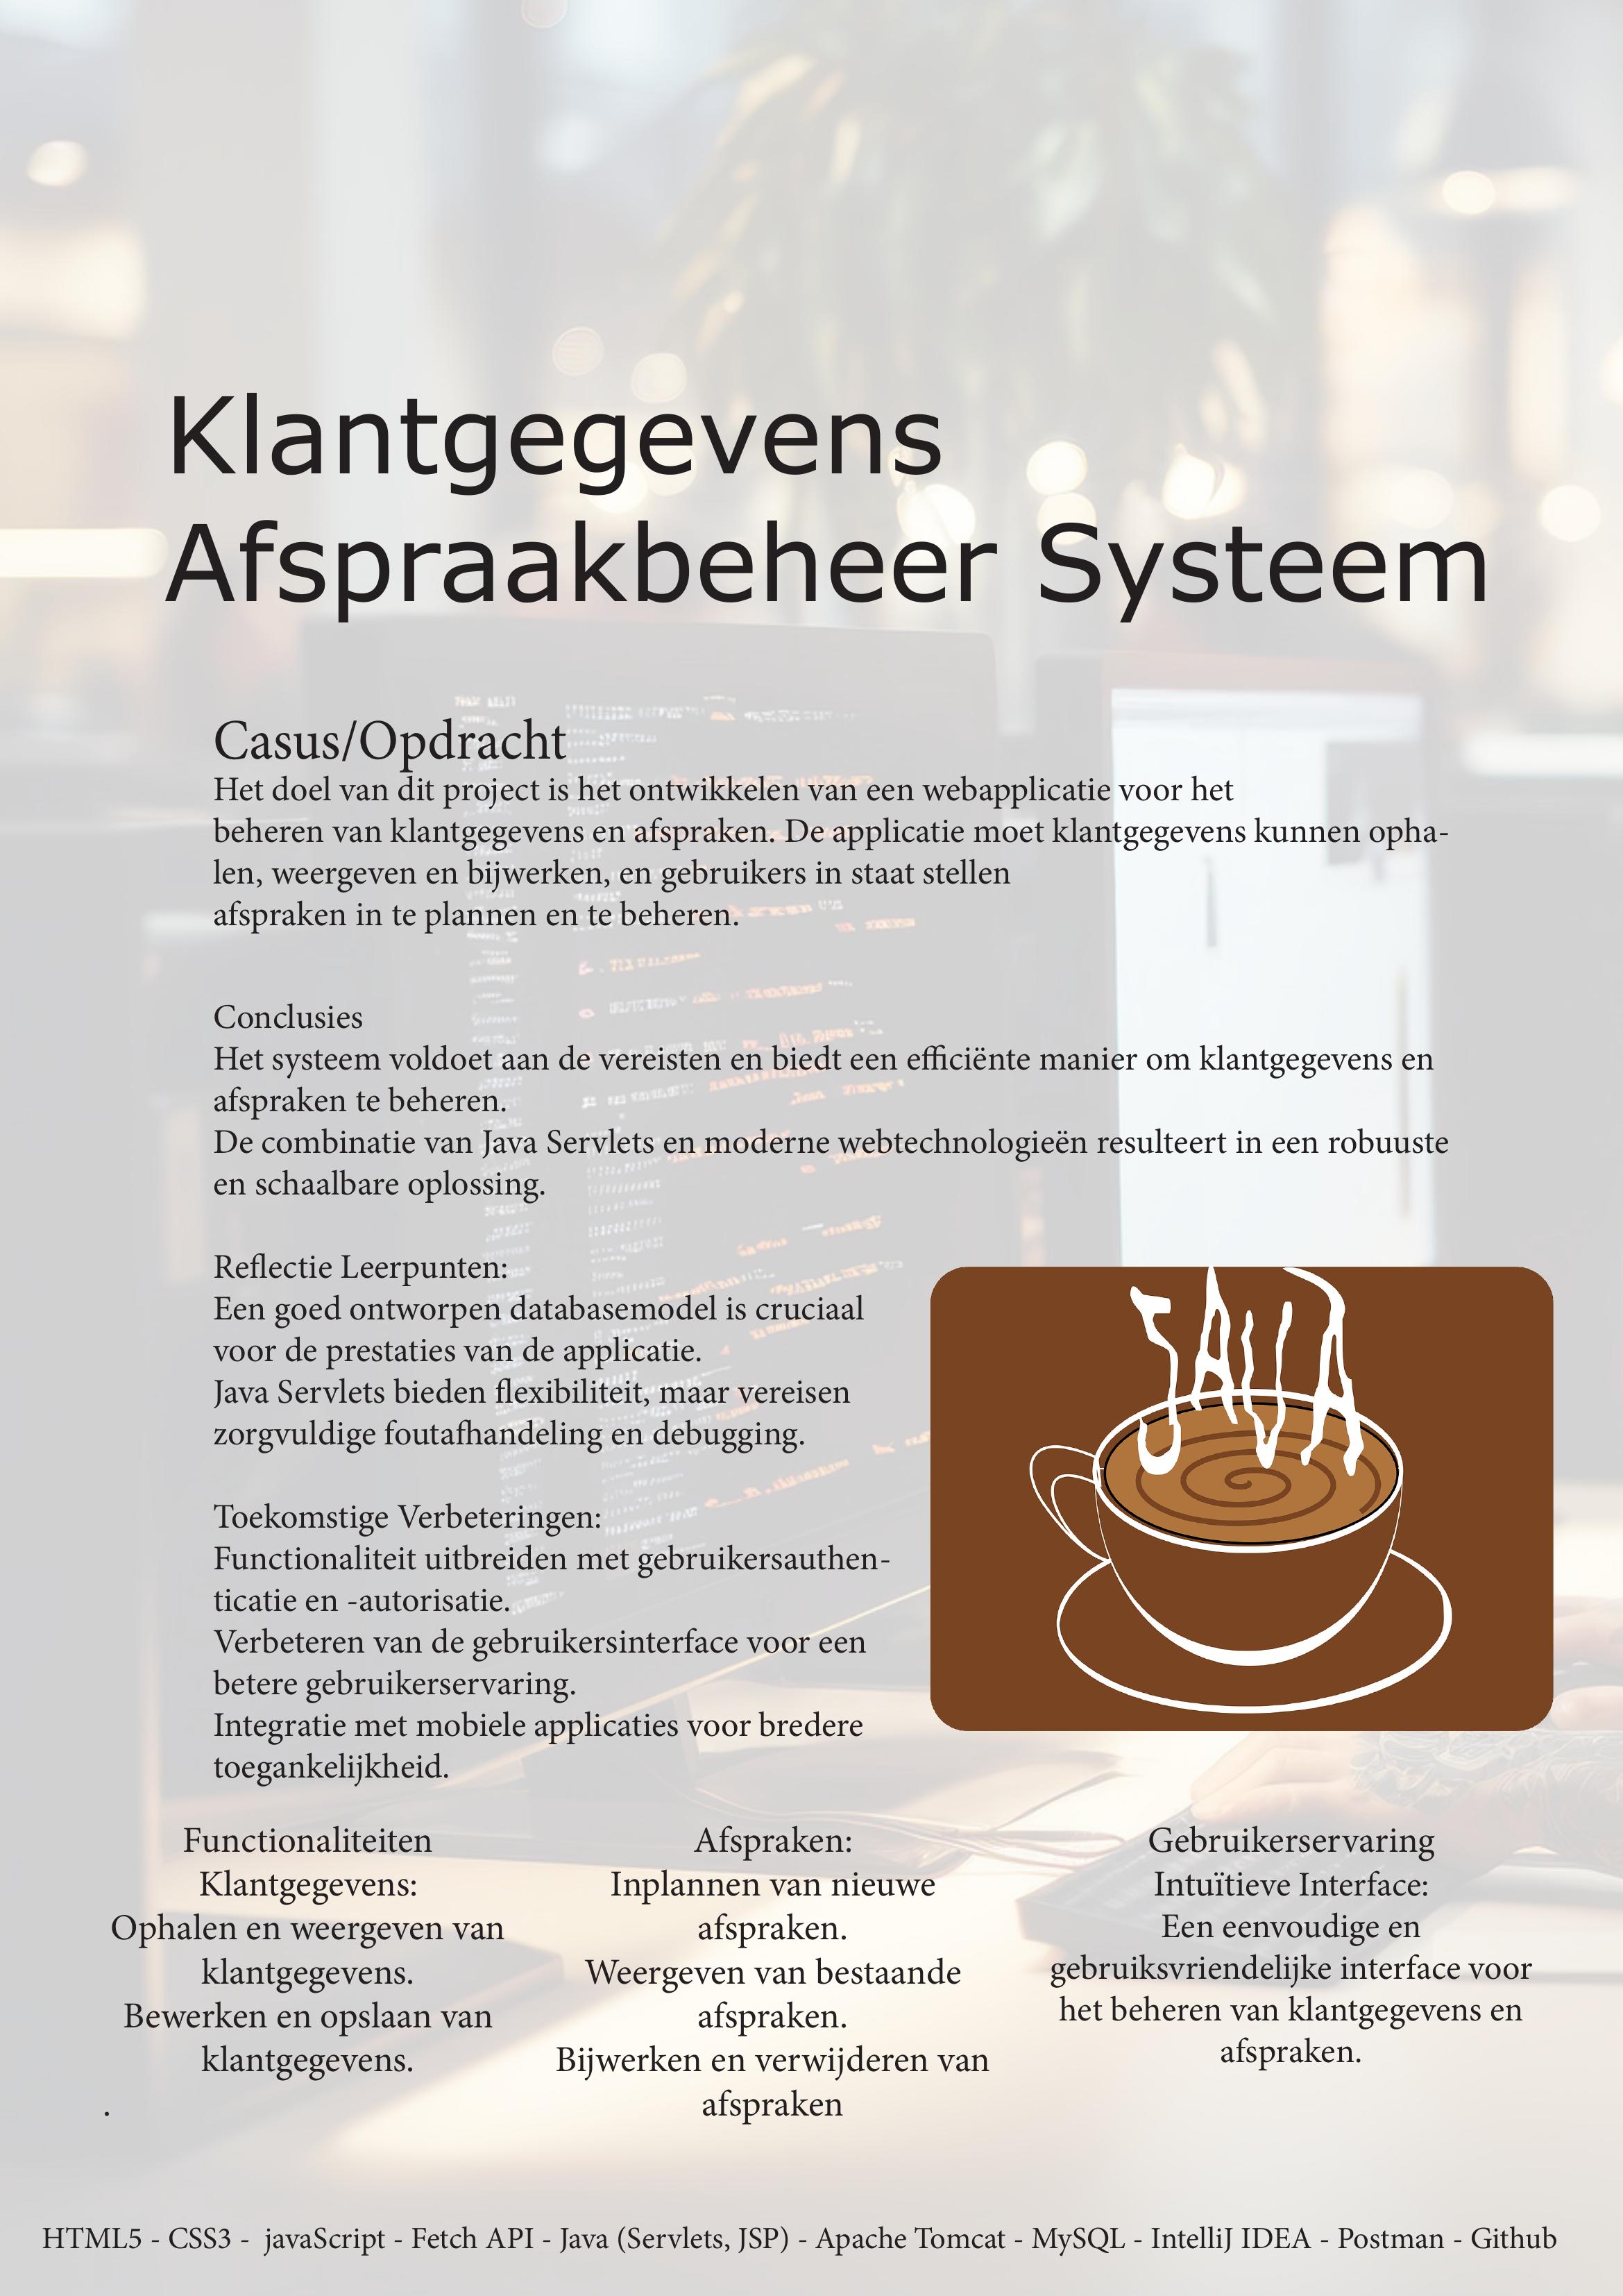 Klantgegevens
Afspraakbeheer Systeem
Casus/Opdracht
Het doel van dit project is het ontwikkelen van een webapplicatie voor het
beheren van klantgegevens en afspraken. De applicatie moet klantgegevens kunnen opha-
len, weergeven en bijwerken, en gebruikers in staat stellen
afspraken in te plannen en te beheren.
Conclusies
Het systeem voldoet aan de vereisten en biedt een efficiënte manier om klantgegevens en
afspraken te beheren.
De combinatie van Java Servlets en moderne webtechnologieën resulteert in een robuuste
en schaalbare oplossing.
Reflectie Leerpunten:
Een goed ontworpen databasemodel is cruciaal
voor de prestaties van de applicatie.
Java Servlets bieden flexibiliteit, maar vereisen
zorgvuldige foutafhandeling en debugging.
JAVA
Toekomstige Verbeteringen:
Functionaliteit uitbreiden met gebruikersauthen-
ticatie en -autorisatie.
Verbeteren van de gebruikersinterface voor een
betere gebruikerservaring.
Integratie met mobiele applicaties voor bredere
toegankelijkheid.
Functionaliteiten
Klantgegevens:
Ophalen en weergeven van
klantgegevens.
Bewerken en opslaan van
klantgegevens.
.
Afspraken:
Inplannen van nieuwe
afspraken.
Weergeven van bestaande
afspraken.
Bijwerken en verwijderen van
afspraken
Gebruikerservaring
Intuïtieve Interface:
Een eenvoudige en
gebruiksvriendelijke interface voor
het beheren van klantgegevens en
afspraken.
HTML5 - CSS3 -  javaScript - Fetch API - Java (Servlets, JSP) - Apache Tomcat - MySQL - IntelliJ IDEA - Postman - Github